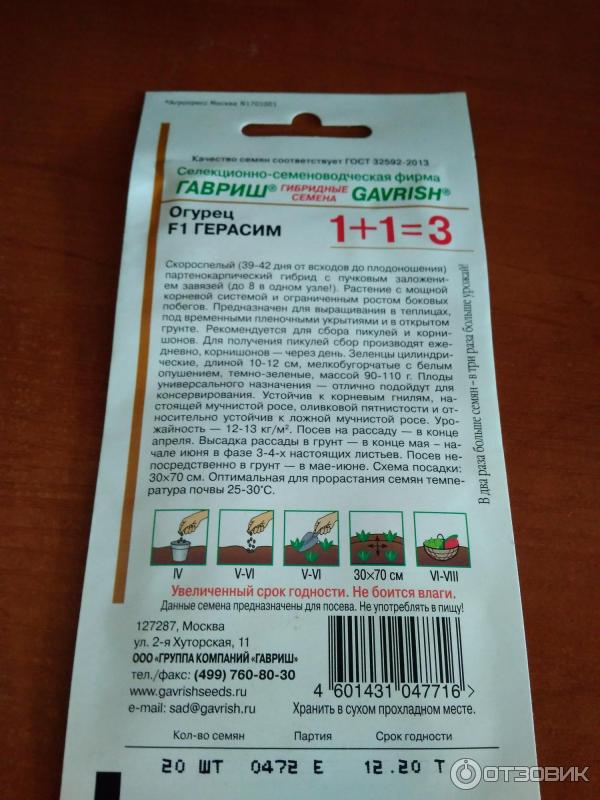 *Агропресс Москва N1701001
Качество семян соответствует ГОСТ 32592-2013
Селекционно-семеноводческая фирма
ГАВРИШ® ГИБРИДНЫЕ СЕМЕНА GAVRISH®
Огурец
F1 ГЕРАСИМ
1+1=3
Скороспелый (39-42 дня от всходов до плодоношения)
партенокарпический гибрид с пучковым заложени-
ем завязей (до 8 в одном узле!). Растение с мощной
корневой системой и ограниченным ростом боковых
побегов. Предназначен для выращивания в теплицах,
под временными пленочными укрытиями и в открытом
грунте. Рекомендуется для сбора пикулей и корни-
шонов. Для получения пикулей сбор производят еже-
дневно, корнишонов — через день. Зеленцы цилиндри-
ческие, длиной 10-12 см, мелкобугорчатые с белым
опушением, темно-зеленые, массой 90-110 г. Плоды
универсального назначения — отлично подойдут для
консервирования. Устойчив к корневым гнилям, на-
стоящей мучнистой росе, оливковой пятнистости и от-
носительно устойчив к ложной мучнистой росе. Уро-
жайность — 12-13 кг/м². Посев на рассаду — в конце
апреля. Высадка рассады в грунт — в конце мая – на-
чале июня в фазе 3-4-х настоящих листьев. Посев не-
посредственно в грунт — в мае-июне. Схема посадки:
30х70 см. Оптимальная для прорастания семян темпе-
ратура почвы 25-30°С.
В два раза больше семян – в три раза больше урожай!
IV V-VI V-VI 30×70 см VI-VIII
Увеличенный срок годности. Не боится влаги.
Данные семена предназначены для посева. Не употреблять в пищу!
127287, Москва
ул. 2-я Хуторская, 11
ООО «ГРУППА КОМПАНИЙ «ГАВРИШ»
тел./факс: (499) 760-80-30
www.gavrishseeds.ru
e-mail: sad@gavrish.ru
4 601431 047716 >
Хранить в сухом прохладном месте.
Кол-во семян Партия Срок годности
20 ШТ 0472 Е 12.20 Т
ОТЗОВИК